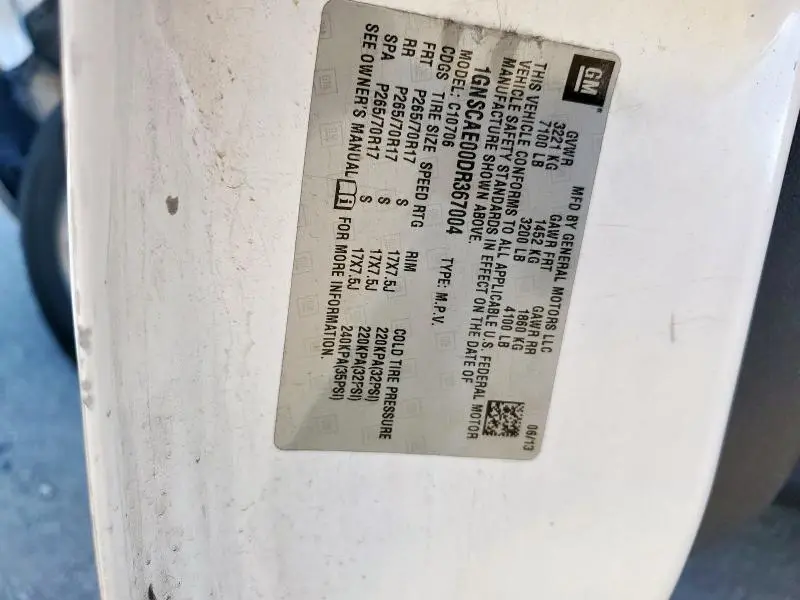 GM
MFD BY GENERAL MOTORS LLC 06/13
GVWR GAWR FRT GAWR RR
3221 KG 1452 KG 1860 KG
7100 LB 3200 LB 4100 LB
THIS VEHICLE CONFORMS TO ALL APPLICABLE U.S. FEDERAL MOTOR
VEHICLE SAFETY STANDARDS IN EFFECT ON THE DATE OF
MANUFACTURE SHOWN ABOVE.
1GNSCAE00DR367004 TYPE: M.P.V.
MODEL: C10706
CDGS TIRE SIZE SPEED RTG RIM COLD TIRE PRESSURE
FRT P265/70R17 S 17X7.5J 220KPA(32PSI)
RR P265/70R17 S 17X7.5J 220KPA(32PSI)
SPA P265/70R17 S 17X7.5J 240KPA(35PSI)
SEE OWNER'S MANUAL FOR MORE INFORMATION.